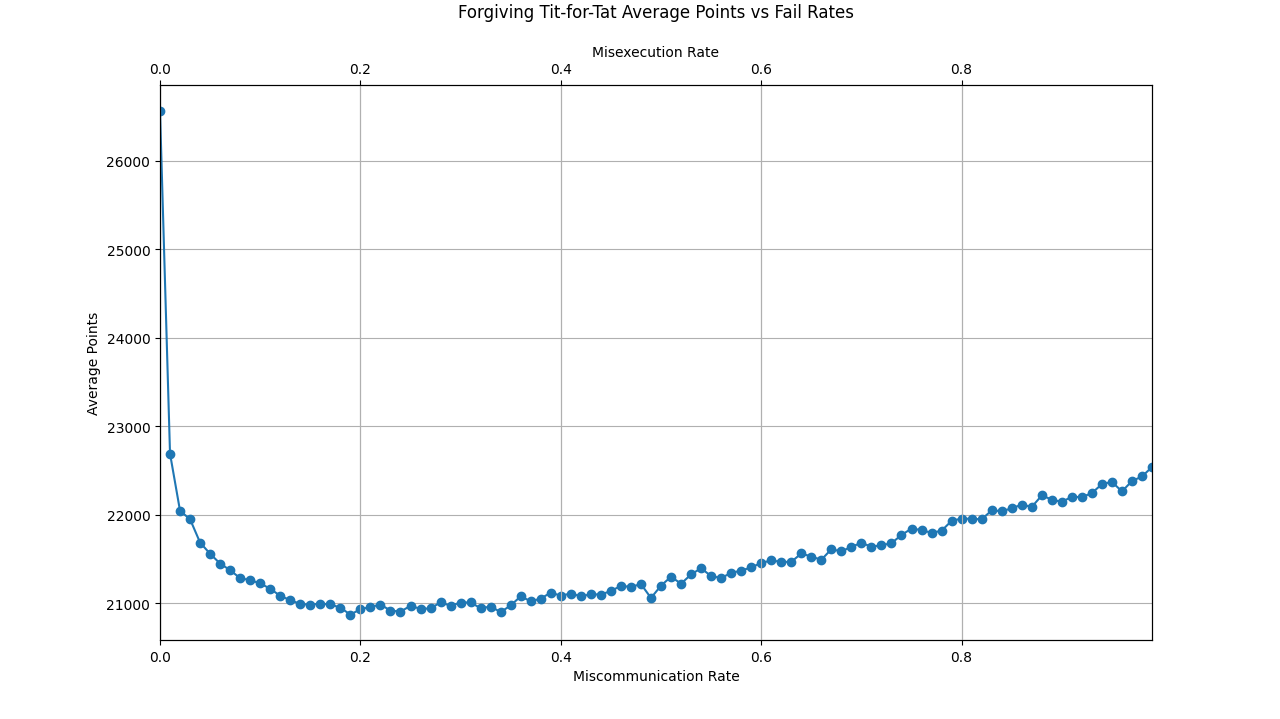 Forgiving Tit-for-Tat Average Points vs Fail Rates
Misexecution Rate
0.0 0.2 0.4 0.6 0.8
26000
25000
24000
23000
22000
21000
Average Points
0.0 0.2 0.4 0.6 0.8
Miscommunication Rate